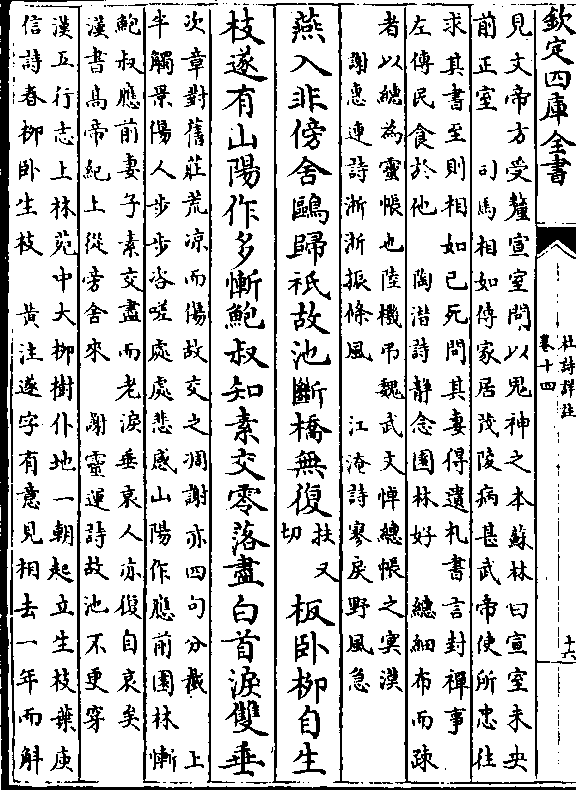 欽定四庫全書
杜詩詳註
卷十四
十六
見文帝方受釐宣室問以鬼神之本蘇林曰宣室未央
前正室 司馬相如傳家居茂陵病甚武帝使所忠往
求其書至則相如已死問其妻得遺札書言封禪事
左傳民食於他 陶潛詩靜念園林好 繐細布而疎
者以繐為靈帳也陸機弔魏武文悼繐帳之寞漠
謝惠連詩淅淅振條風 江淹詩寥戾野風急
燕入非傍舍鷗歸祇故池斷橋無復扶又切板卧柳自生
枝遂有山陽作多慚鮑叔知素交零落盡白首淚雙垂
次章對舊莊荒凉而傷故交之凋謝亦四句分截 上
半觸景傷人步步咨嗟處處悲感山陽作應前園林慚
鮑叔應前妻子素交盡而老淚垂哀人亦復自哀矣
漢書高帝紀上從旁舍來 謝靈運詩故池不更穿
漢五行志上林苑中大柳樹仆地一朝起立生枝葉庾
信詩春柳卧生枝 黃注遂字有意見相去一年而斛